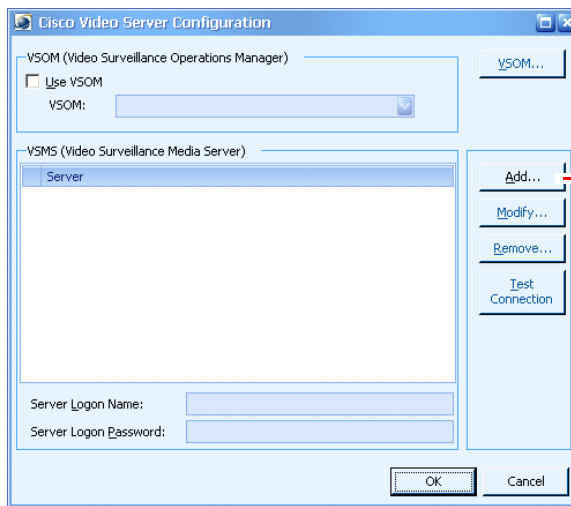 Cisco Video Server Configuration
VSOM (Video Surveillance Operations Manager)
Use VSOM
VSOM:
VSOM...
VSMS (Video Surveillance Media Server)
Server
Add...
Modify...
Remove...
Test
Connection
Server Logon Name:
Server Logon Password:
OK
Cancel